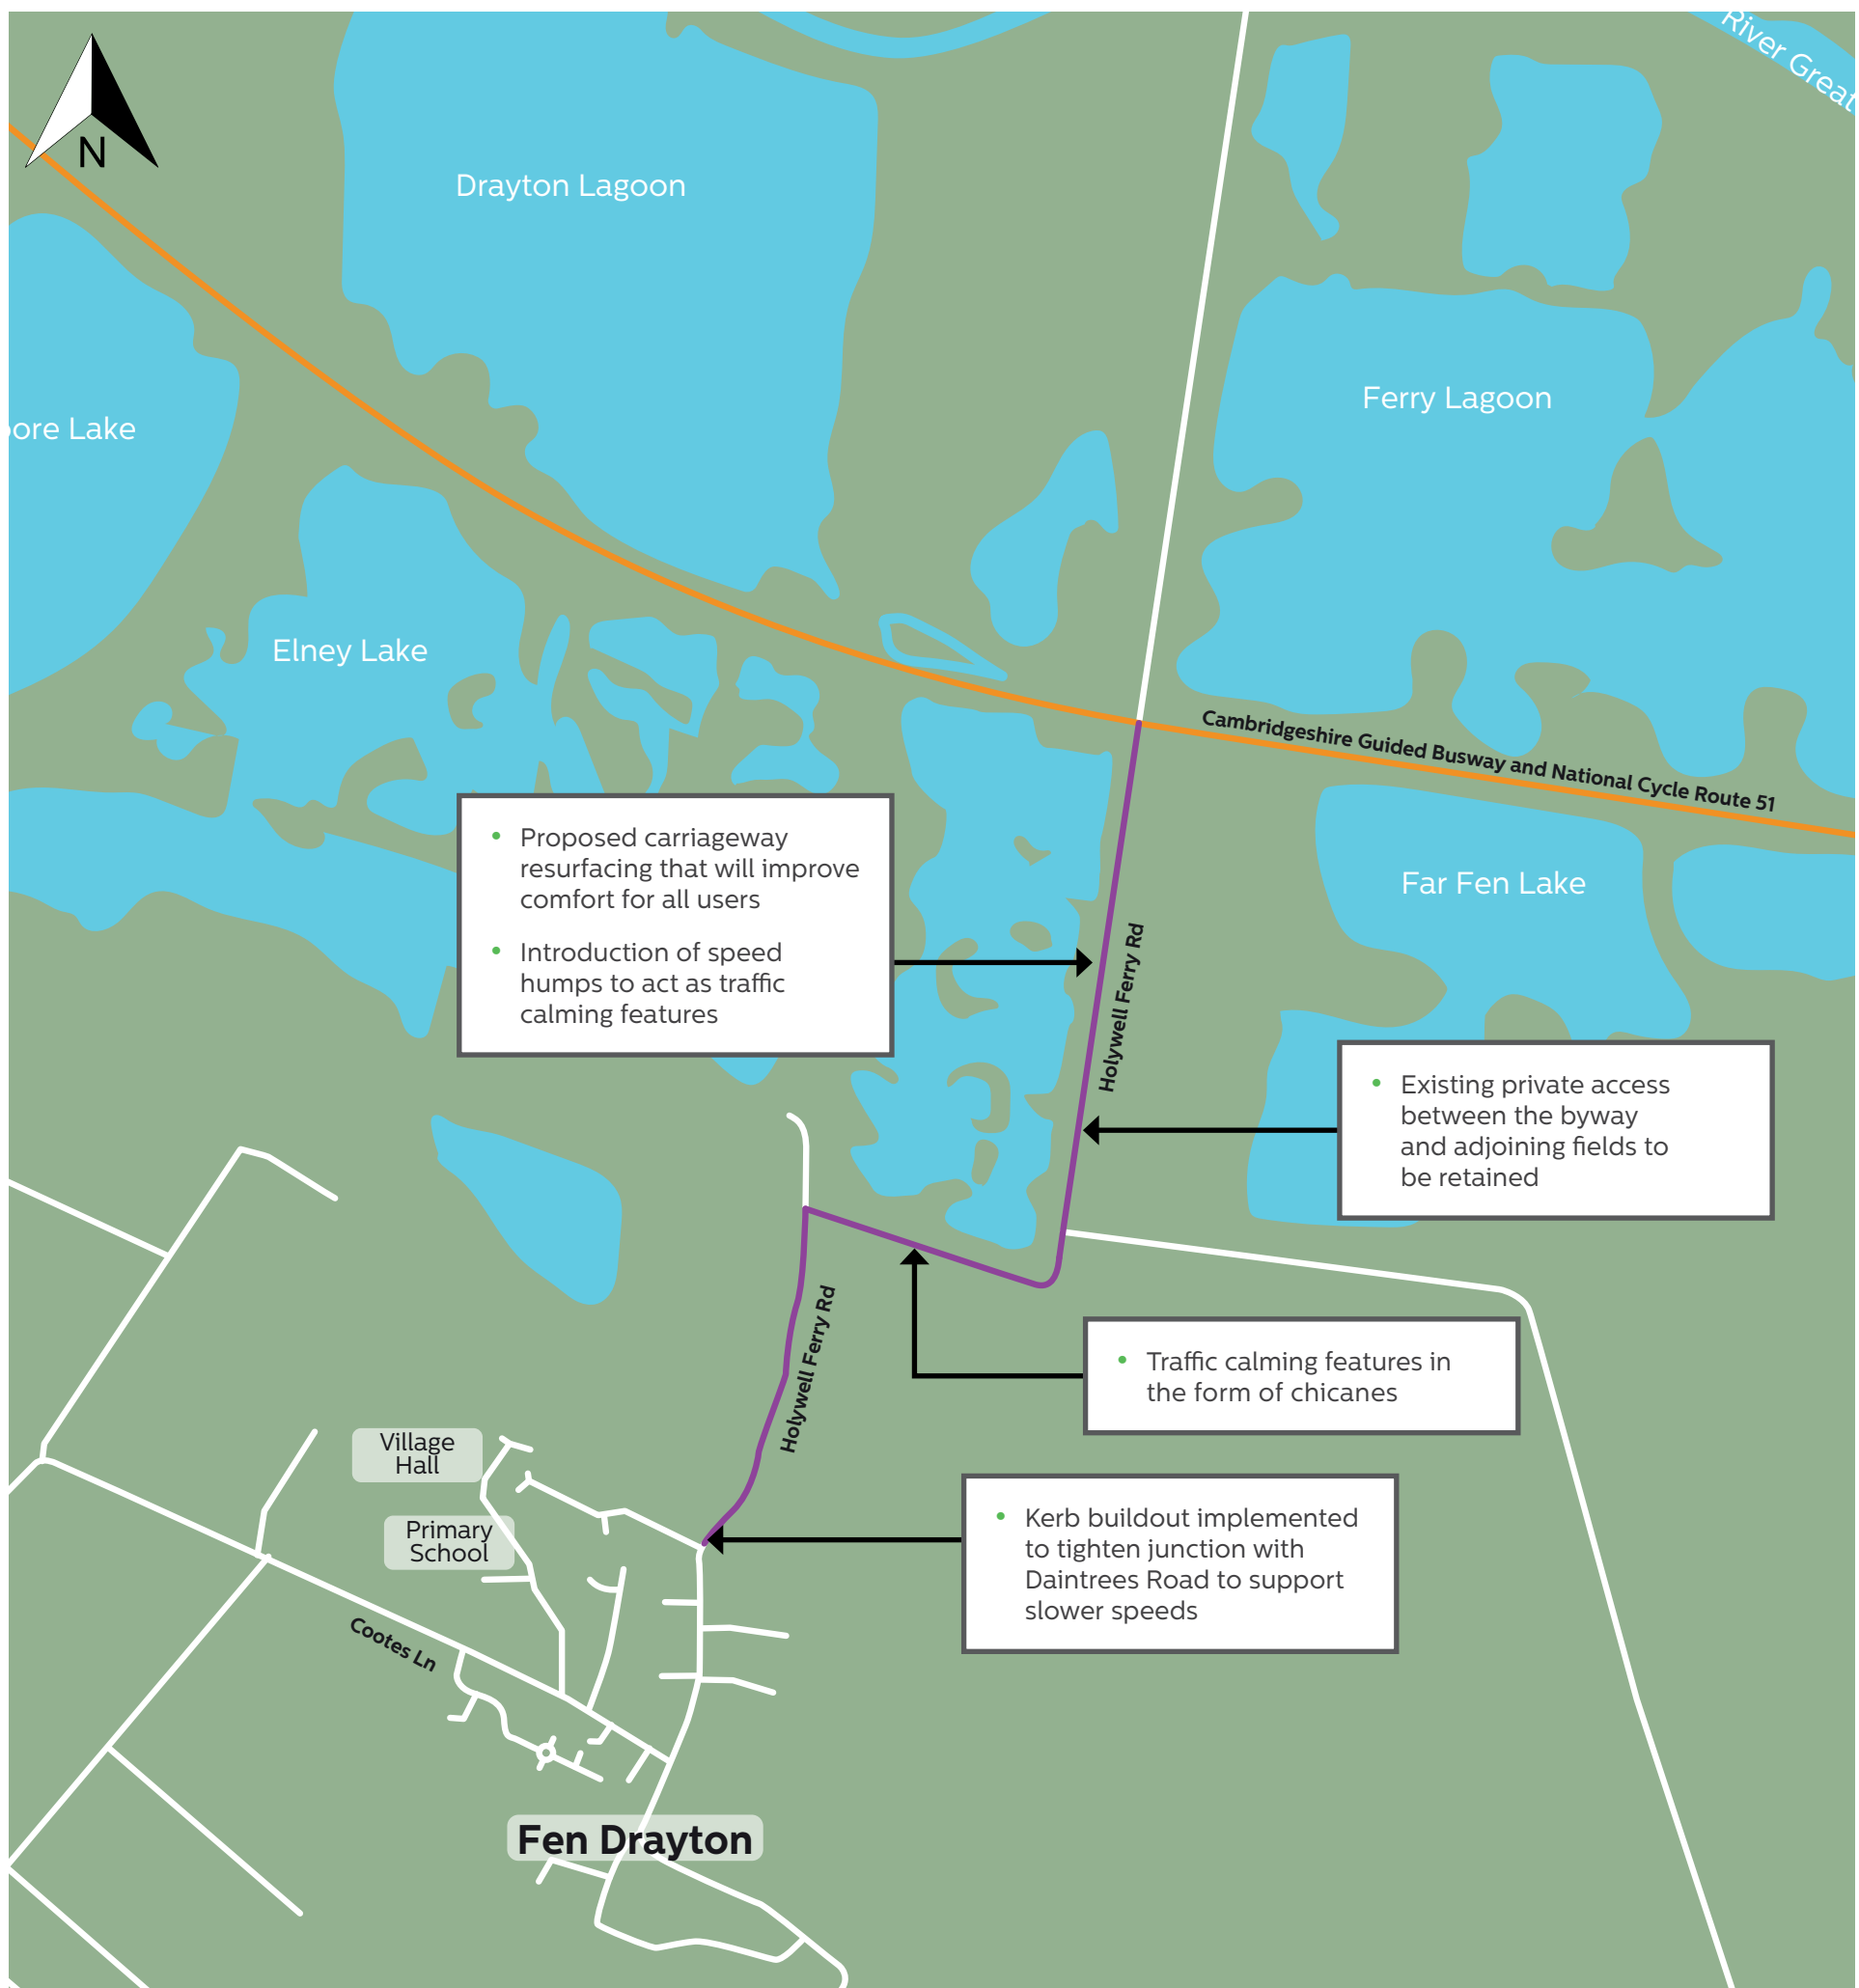 River Great
N
Drayton Lagoon
Ferry Lagoon
ore Lake
Elney Lake
Cambridgeshire Guided Busway and National Cycle Route 51
Far Fen Lake
• Proposed carriageway
resurfacing that will improve
comfort for all users
• Introduction of speed
humps to act as traffic
calming features
Holywell Ferry Rd
• Existing private access
between the byway
and adjoining fields to
be retained
Holywell Ferry Rd
• Traffic calming features in
the form of chicanes
Village
Hall
Primary
School
• Kerb buildout implemented
to tighten junction with
Daintrees Road to support
slower speeds
Cootes Ln
Fen Drayton